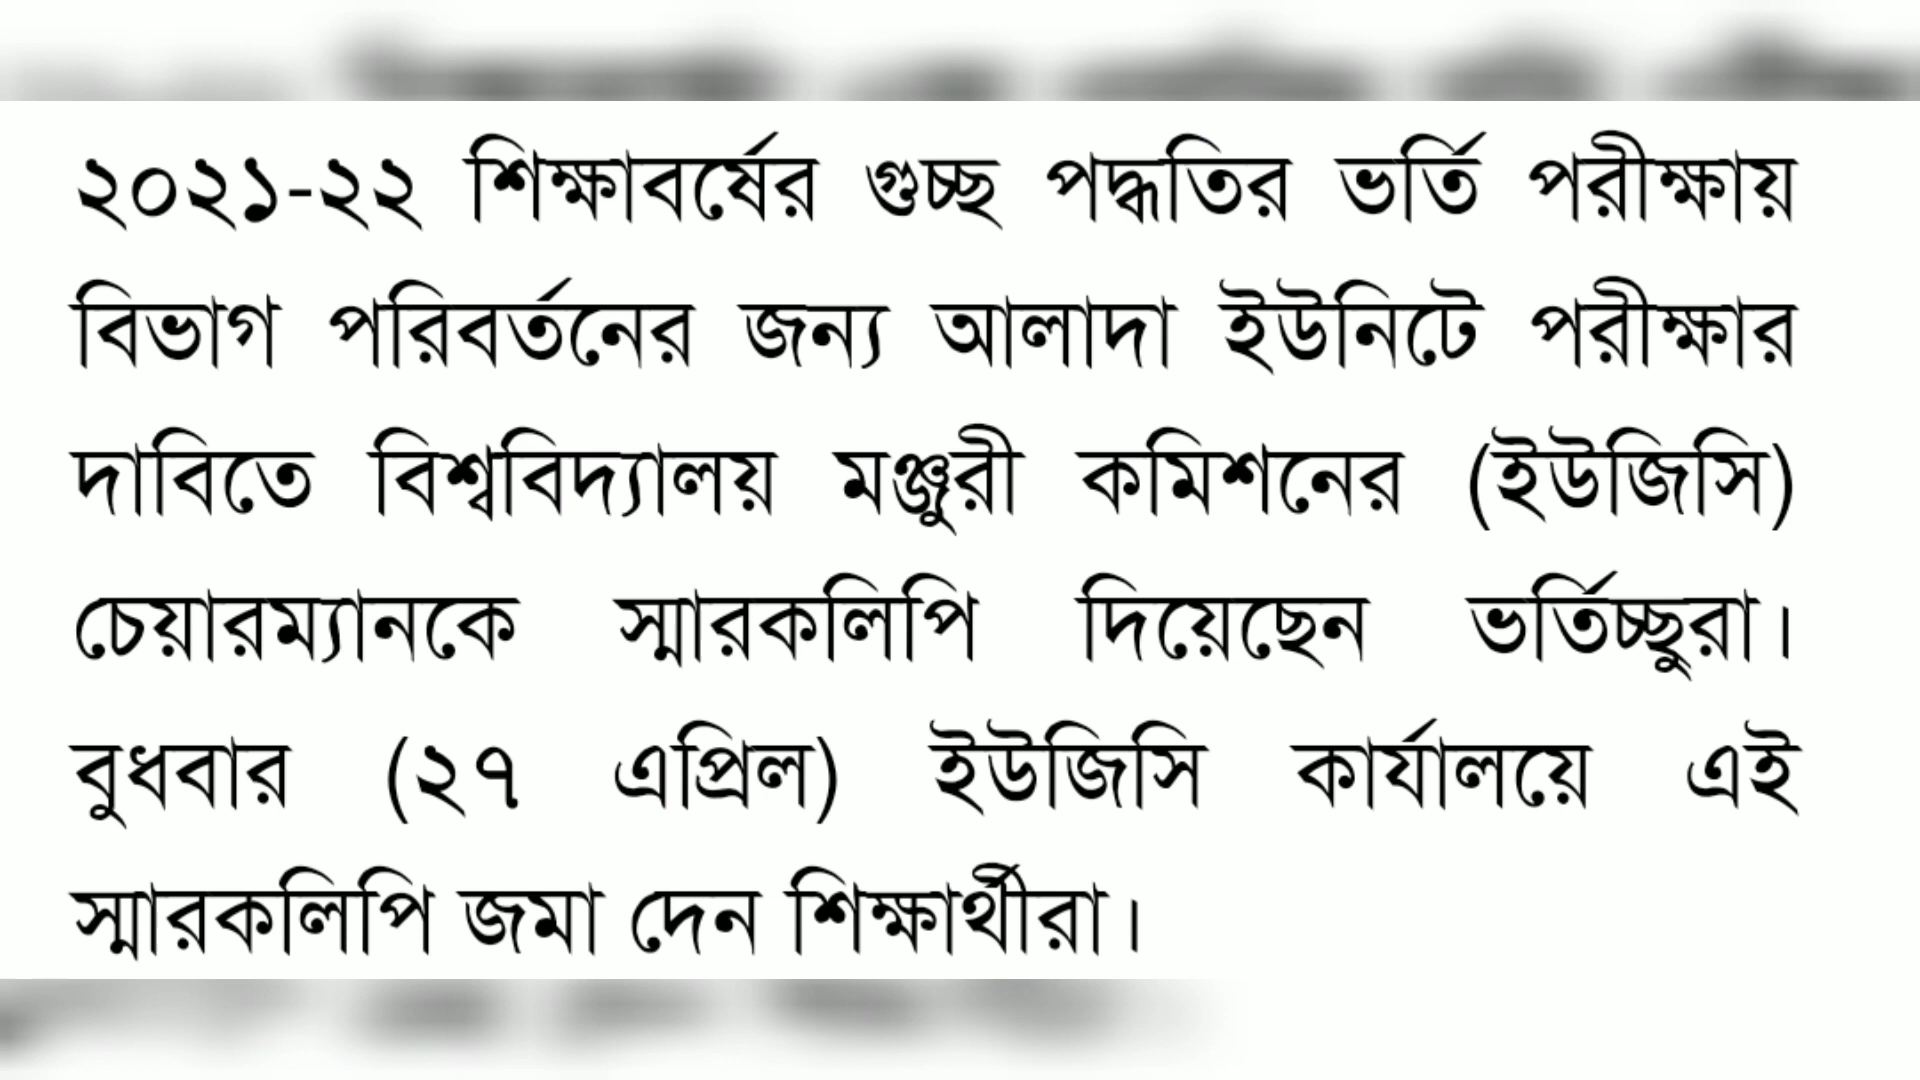 ২০২১-২২ শিক্ষাবর্ষের গুচ্ছ পদ্ধতির ভর্তি পরীক্ষায়
বিভাগ পরিবর্তনের জন্য আলাদা ইউনিটে পরীক্ষার
দাবিতে বিশ্ববিদ্যালয় মঞ্জুরী কমিশনের (ইউজিসি)
চেয়ারম্যানকে স্মারকলিপি দিয়েছেন ভর্তিচ্ছুরা।
বুধবার (২৭ এপ্রিল) ইউজিসি কার্যালয়ে এই
স্মারকলিপি জমা দেন শিক্ষার্থীরা।